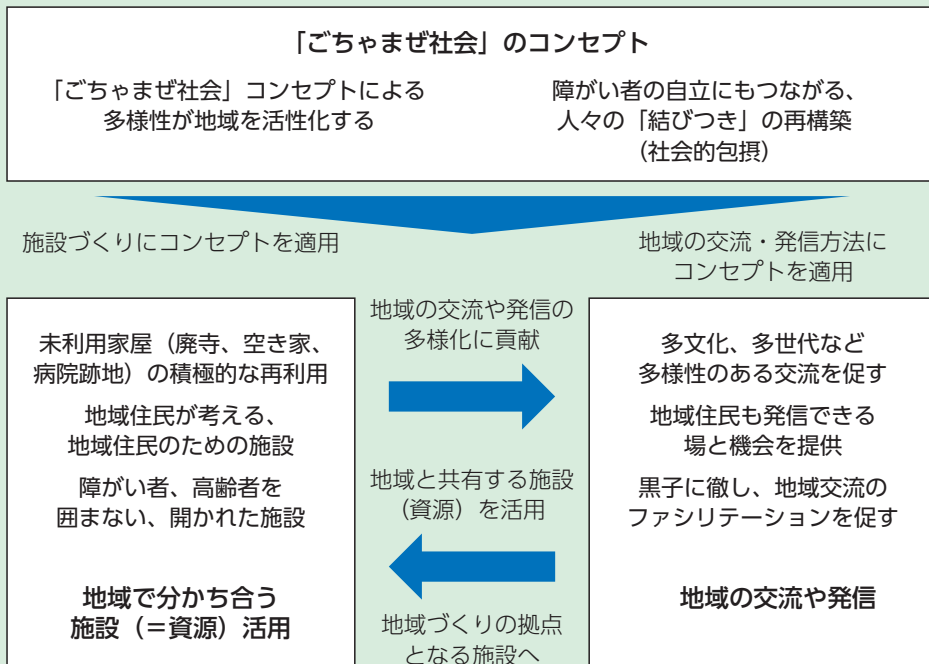 「ごちゃまぜ社会」のコンセプト
「ごちゃまぜ社会」コンセプトによる
多様性が地域を活性化する
障がい者の自立にもつながる、
人々の「結びつき」の再構築
（社会的包摂）
施設づくりにコンセプトを適用
地域の交流・発信方法に
コンセプトを適用
未利用家屋（廃寺、空き家、
病院跡地）の積極的な再利用
地域住民が考える、
地域住民のための施設
障がい者、高齢者を
囲まない、開かれた施設
地域で分かち合う
施設（＝資源）活用
地域の交流や発信の
多様化に貢献
地域と共有する施設
（資源）を活用
地域づくりの拠点
となる施設へ
多文化、多世代など
多様性のある交流を促す
地域住民も発信できる
場と機会を提供
黒子に徹し、地域交流の
ファシリテーションを促す
地域の交流や発信